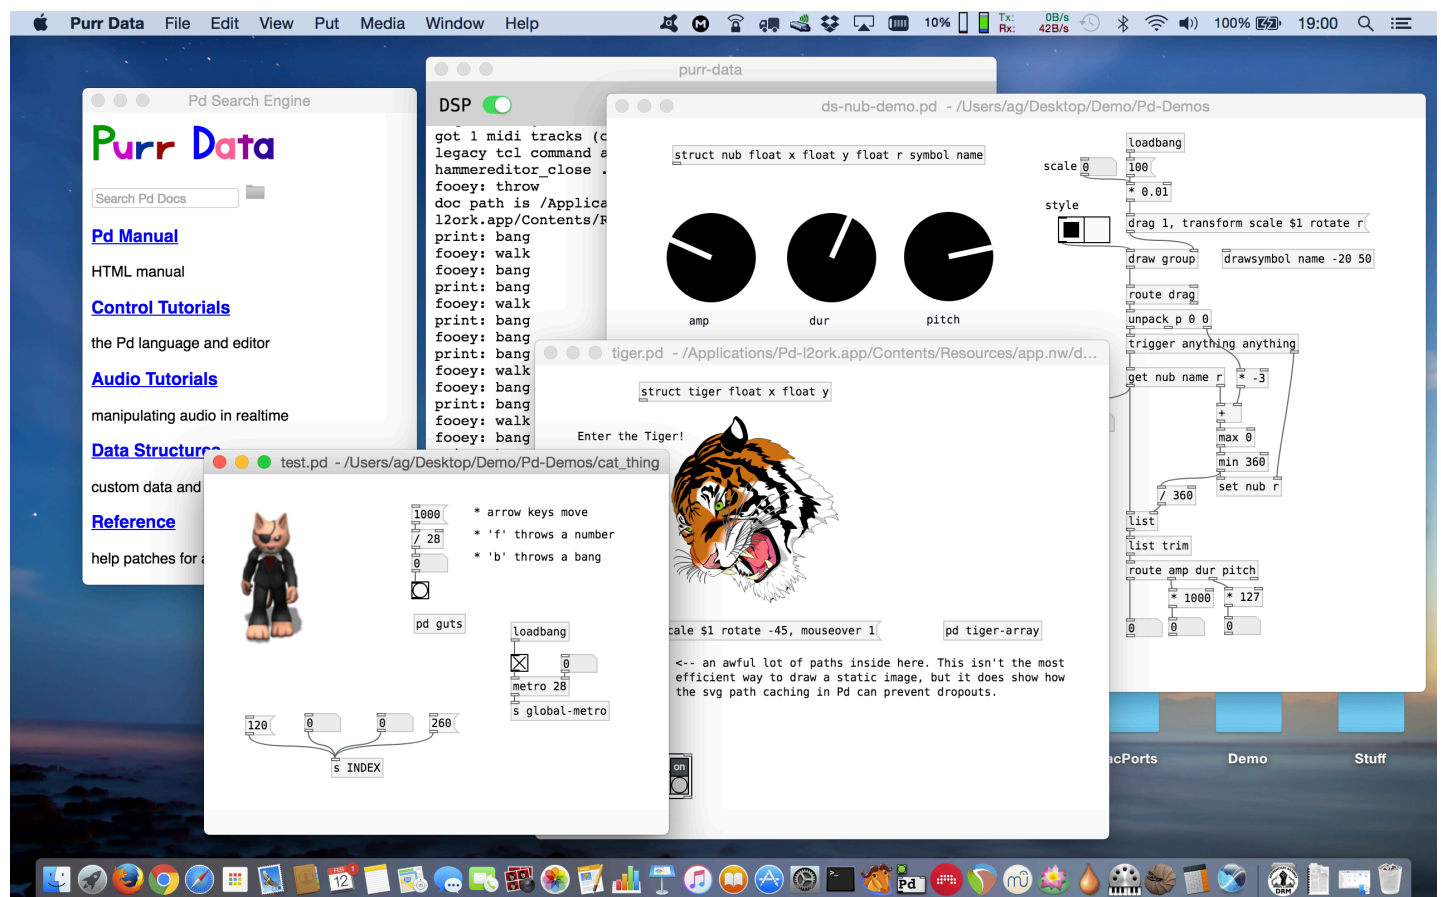 Purr Data File Edit View Put Media Window Help
10% Tx: 0B/s Rx: 42B/s 100% 19:00
Pd Search Engine
Purr Data
Search Pd Docs
Pd Manual
HTML manual
Control Tutorials
the Pd language and editor
Audio Tutorials
manipulating audio in realtime
Data Structures
custom data and
Reference
help patches for a
purr-data
DSP
got 1 midi tracks (c
legacy tcl command a
hammereditor_close .
fooey: throw
doc path is /Applica
l2ork.app/Contents/R
print: bang
fooey: walk
fooey: bang
print: bang
fooey: walk
print: bang
fooey: bang
print: bang
fooey: walk
fooey: bang
print: bang
fooey: walk
fooey: bang
ds-nub-demo.pd - /Users/ag/Desktop/Demo/Pd-Demos
struct nub float x float y float r symbol name
amp
dur
pitch
loadbang
scale 0
100
* 0.01
style
drag 1, transform scale $1 rotate r
draw group
drawsymbol name -20 50
route drag
unpack p 0 0
trigger anything anything
get nub name r
* -3
+
max 0
min 360
set nub r
/ 360
list
list trim
route amp dur pitch
* 1000
* 127
0
0
0
tiger.pd - /Applications/Pd-l2ork.app/Contents/Resources/app.nw/d...
struct tiger float x float y
Enter the Tiger!
cale $1 rotate -45, mouseover 1
pd tiger-array
<-- an awful lot of paths inside here. This isn't the most
efficient way to draw a static image, but it does show how
the svg path caching in Pd can prevent dropouts.
on
test.pd - /Users/ag/Desktop/Demo/Pd-Demos/cat_thing
1000
/ 28
0
* arrow keys move
* 'f' throws a number
* 'b' throws a bang
pd guts
loadbang
0
metro 28
s global-metro
120
0
0
260
s INDEX
acPorts
Demo
Stuff
FEB
12
Pd
DRM